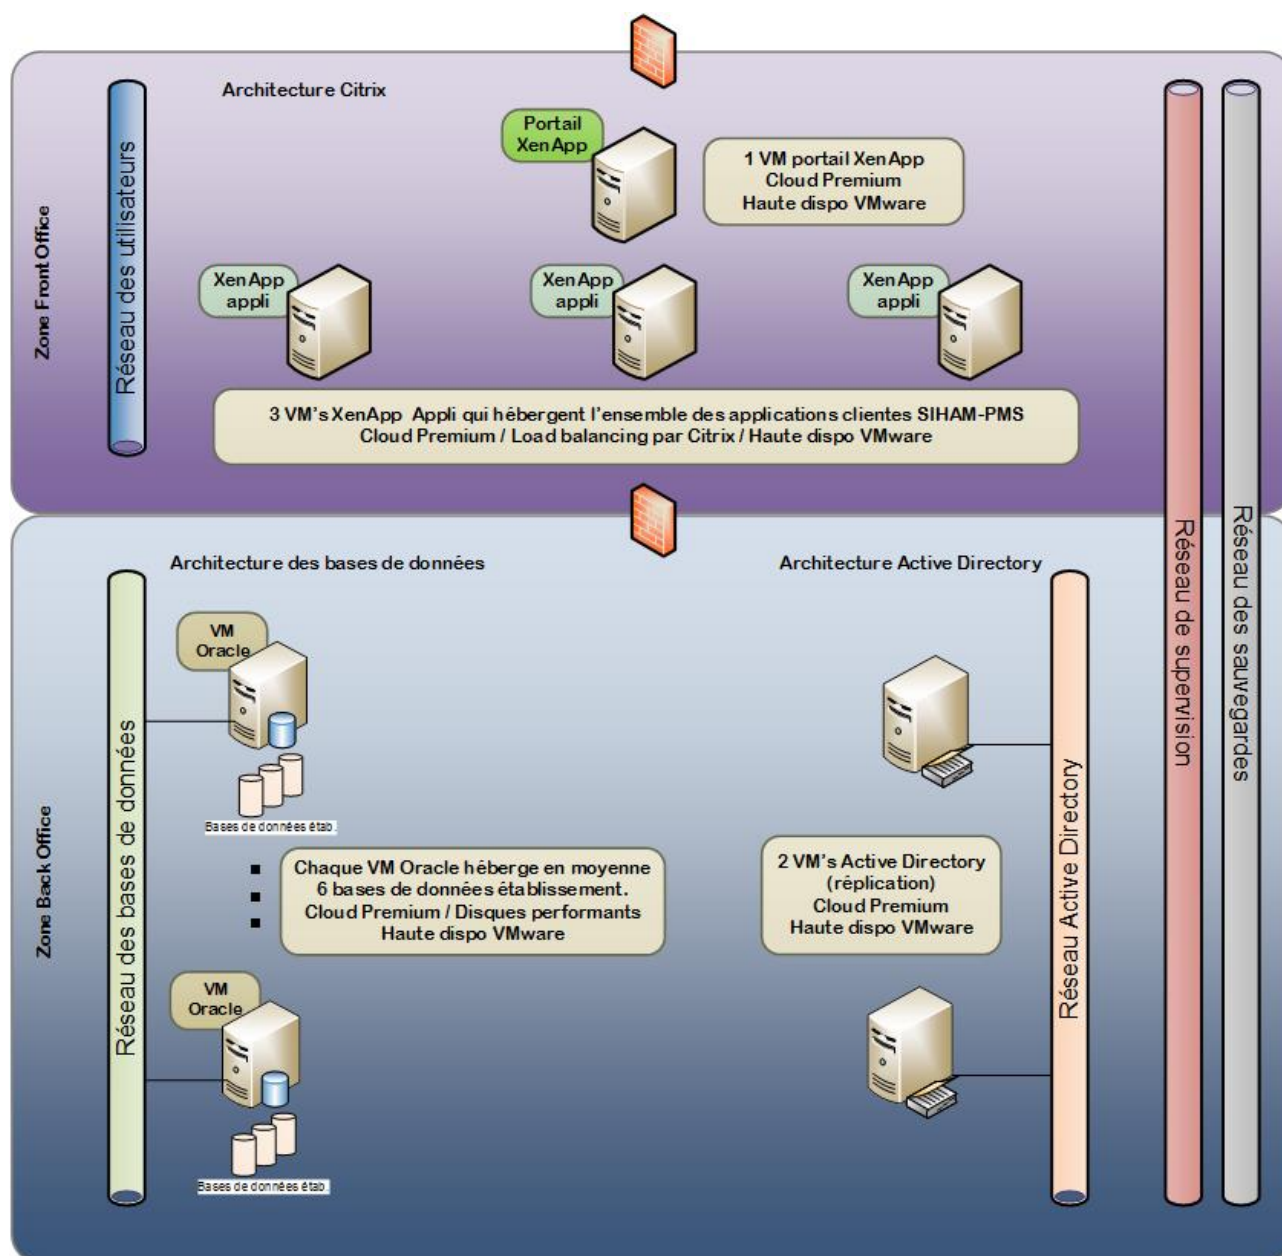 Zone Front Office
Réseau des utilisateurs
Architecture Citrix
Portail
XenApp
1 VM portail XenApp
Cloud Premium
Haute dispo VMware
XenApp
appli
XenApp
appli
XenApp
appli
3 VM's XenApp Appli qui hébergent l'ensemble des applications clientes SIHAM-PMS
Cloud Premium / Load balancing par Citrix / Haute dispo VMware
Réseau de supervision
Réseau des sauvegardes
Zone Back Office
Réseau des bases de données
Architecture des bases de données
VM
Oracle
Bases de données étab.
Chaque VM Oracle héberge en moyenne
6 bases de données établissement.
Cloud Premium / Disques performants
Haute dispo VMware
VM
Oracle
Bases de données étab.
Architecture Active Directory
2 VM's Active Directory
(réplication)
Cloud Premium
Haute dispo VMware
Réseau Active Directory